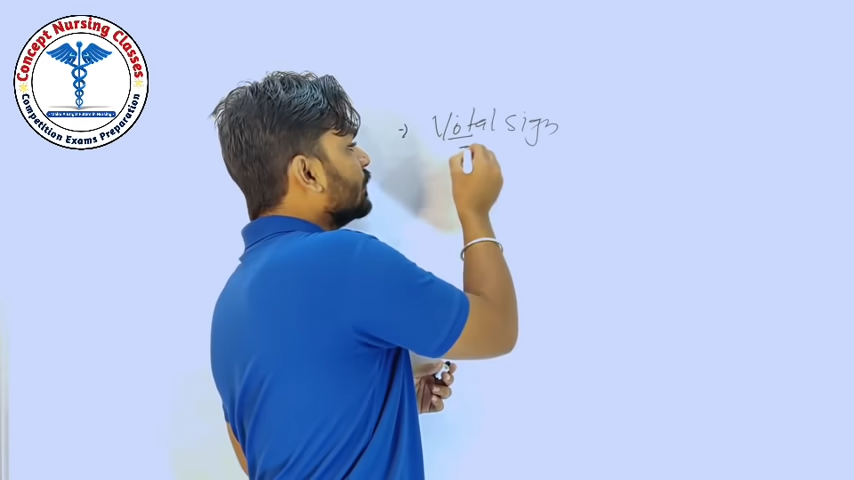 Concept Nursing Classes
Competition Exams Preparation
:) Vital sign